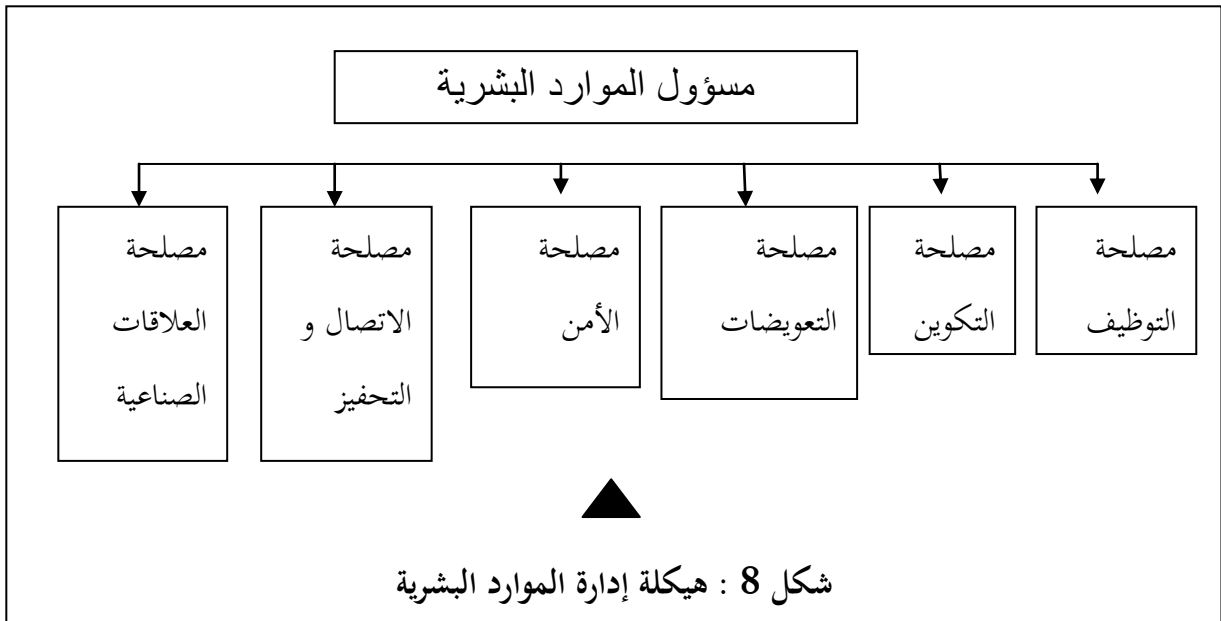 مسؤول الموارد البشرية
مصلحة
التوظيف
مصلحة
التكوين
مصلحة
التعويضات
مصلحة
الأمن
مصلحة
الاتصال و
التحفيز
مصلحة
العلاقات
الصناعية
شكل 8 : هيكلة إدارة الموارد البشرية